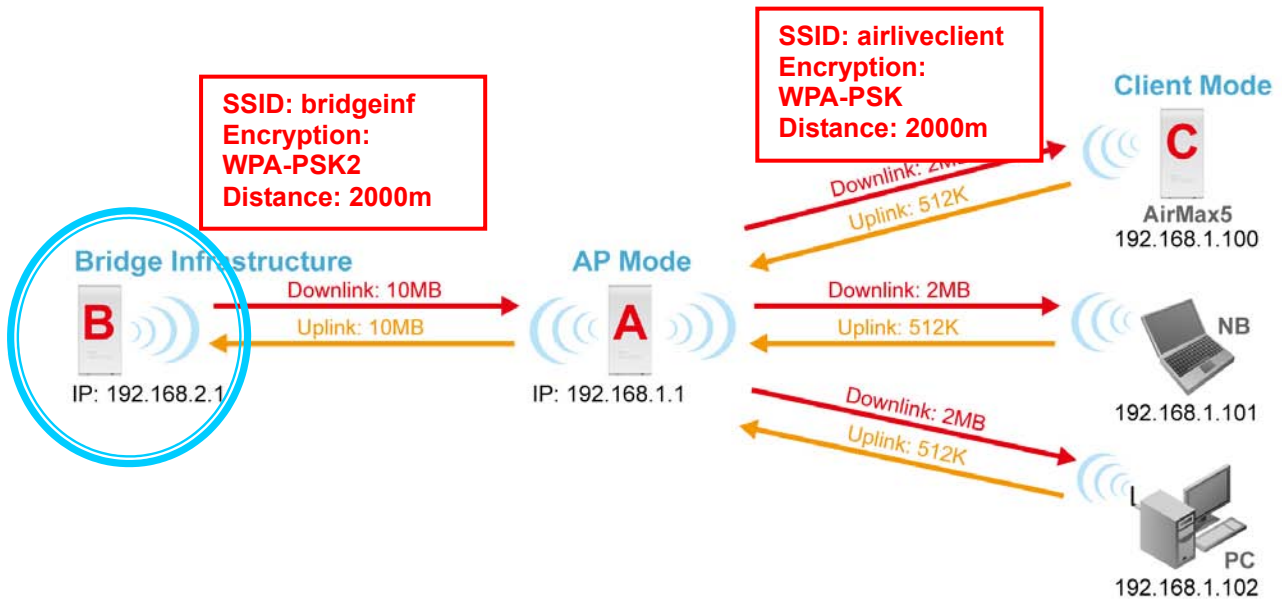 SSID: airliveclient
Encryption:
WPA-PSK
Distance: 2000m
SSID: bridgeinf
Encryption:
WPA-PSK2
Distance: 2000m
Client Mode
C
AirMax5
192.168.1.100
Downlink: 2MB
Uplink: 512K
Bridge Infrastructure
B
IP: 192.168.2.1
Downlink: 10MB
Uplink: 10MB
AP Mode
A
IP: 192.168.1.1
Downlink: 2MB
Uplink: 512K
NB
192.168.1.101
Downlink: 2MB
Uplink: 512K
PC
192.168.1.102